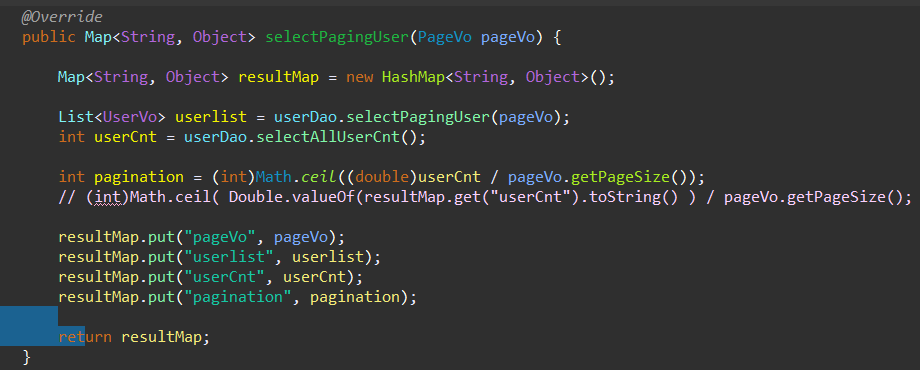 @Override
public Map<String, Object> selectPagingUser(PageVo pageVo) {
Map<String, Object> resultMap = new HashMap<String, Object>();
List<UserVo> userlist = userDao.selectPagingUser(pageVo);
int userCnt = userDao.selectAllUserCnt();
int pagination = (int)Math.ceil((double)userCnt / pageVo.getPageSize());
// (int)Math.ceil( Double.valueOf(resultMap.get("userCnt").toString() ) / pageVo.getPageSize();
resultMap.put("pageVo", pageVo);
resultMap.put("userlist", userlist);
resultMap.put("userCnt", userCnt);
resultMap.put("pagination", pagination);
return resultMap;
}